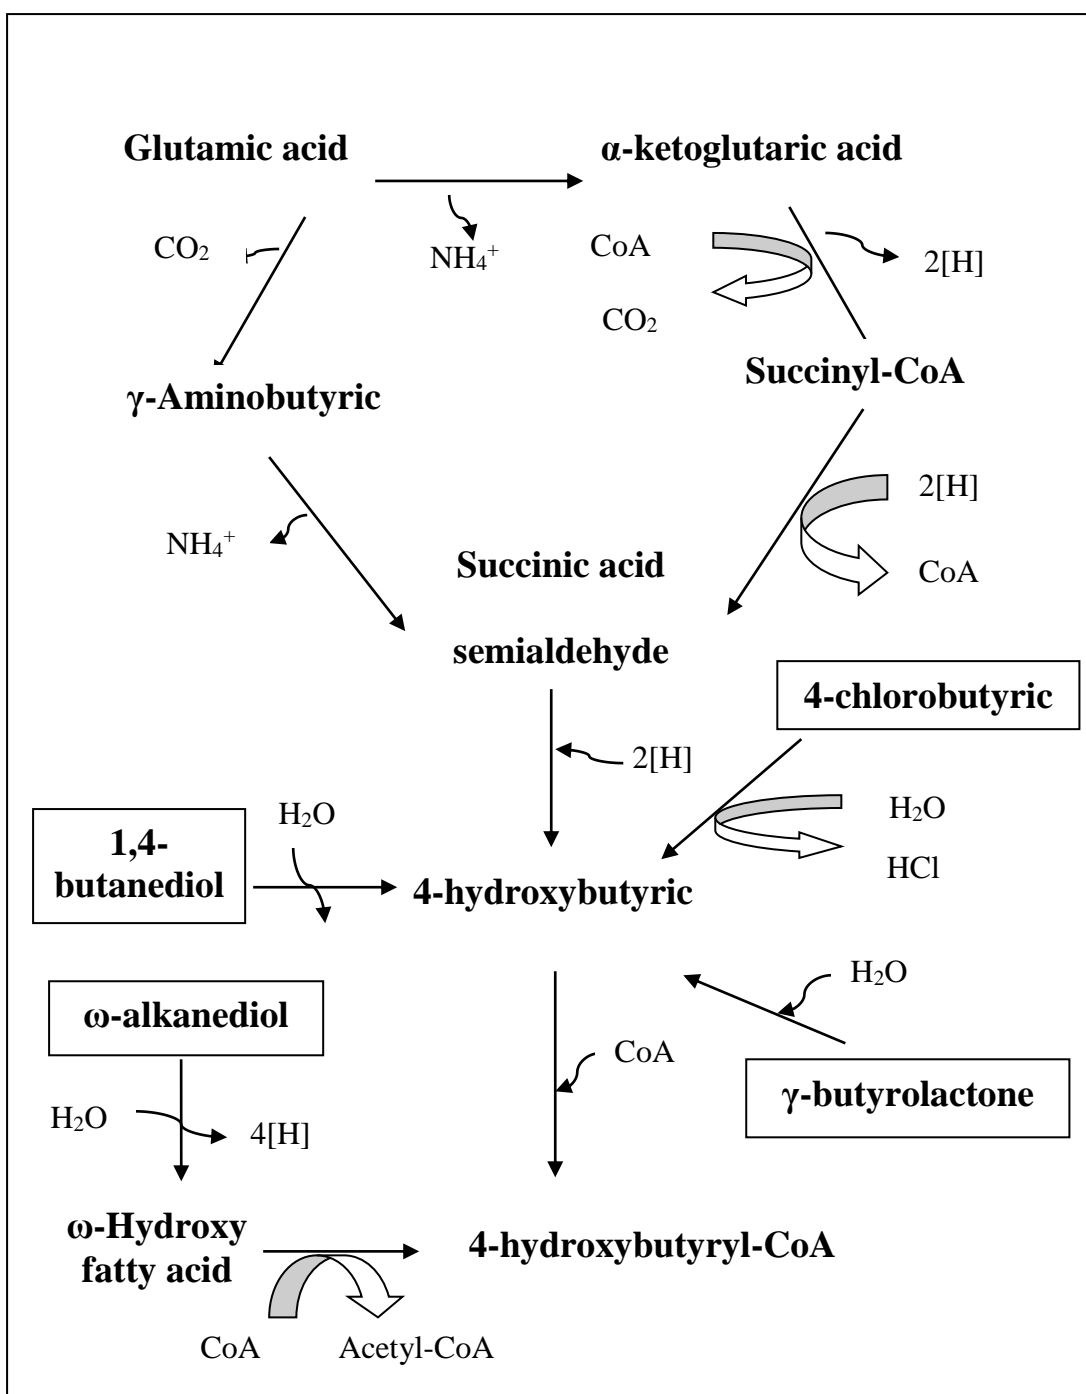 Glutamic acid
α-ketoglutaric acid
CO₂
NH₄⁺
CoA
2[H]
CO₂
Succinyl-CoA
γ-Aminobutyric
2[H]
NH₄⁺
Succinic acid
CoA
semialdehyde
4-chlorobutyric
2[H]
H₂O
H₂O
1,4-
butanediol
HCl
4-hydroxybutyric
H₂O
ω-alkanediol
CoA
γ-butyrolactone
H₂O
4[H]
ω-Hydroxy
fatty acid
4-hydroxybutyryl-CoA
CoA
Acetyl-CoA